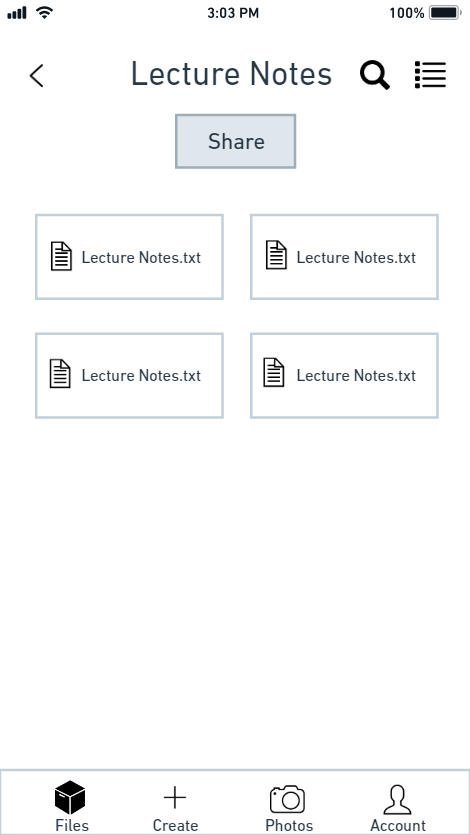 3:03 PM 100%
Lecture Notes
Share
Lecture Notes.txt Lecture Notes.txt
Lecture Notes.txt Lecture Notes.txt
Files Create Photos Account